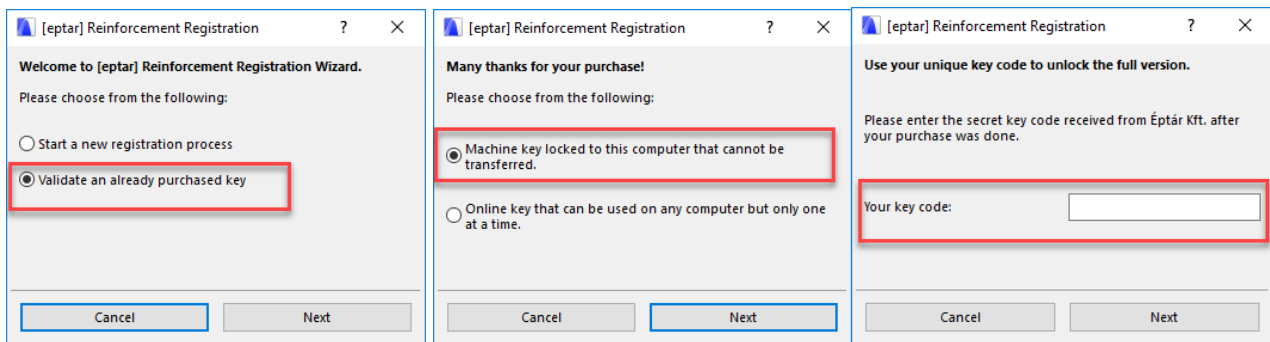 [eptar] Reinforcement Registration
Welcome to [eptar] Reinforcement Registration Wizard.
Please choose from the following:
Start a new registration process
Validate an already purchased key
Cancel
Next
[eptar] Reinforcement Registration
Many thanks for your purchase!
Please choose from the following:
Machine key locked to this computer that cannot be
transferred.
Online key that can be used on any computer but only one
at a time.
Cancel
Next
[eptar] Reinforcement Registration
Use your unique key code to unlock the full version.
Please enter the secret key code received from Éptár Kft. after
your purchase was done.
Your key code:
Cancel
Next